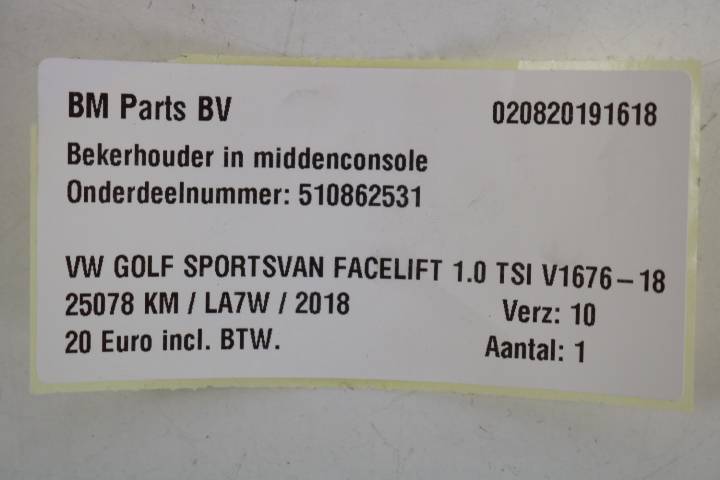 BM Parts BV 020820191618
Bekerhouder in middenconsole
Onderdeelnummer: 510862531
VW GOLF SPORTSVAN FACELIFT 1.0 TSI V1676-18
25078 KM / LA7W / 2018 Verz: 10
20 Euro incl. BTW. Aantal: 1